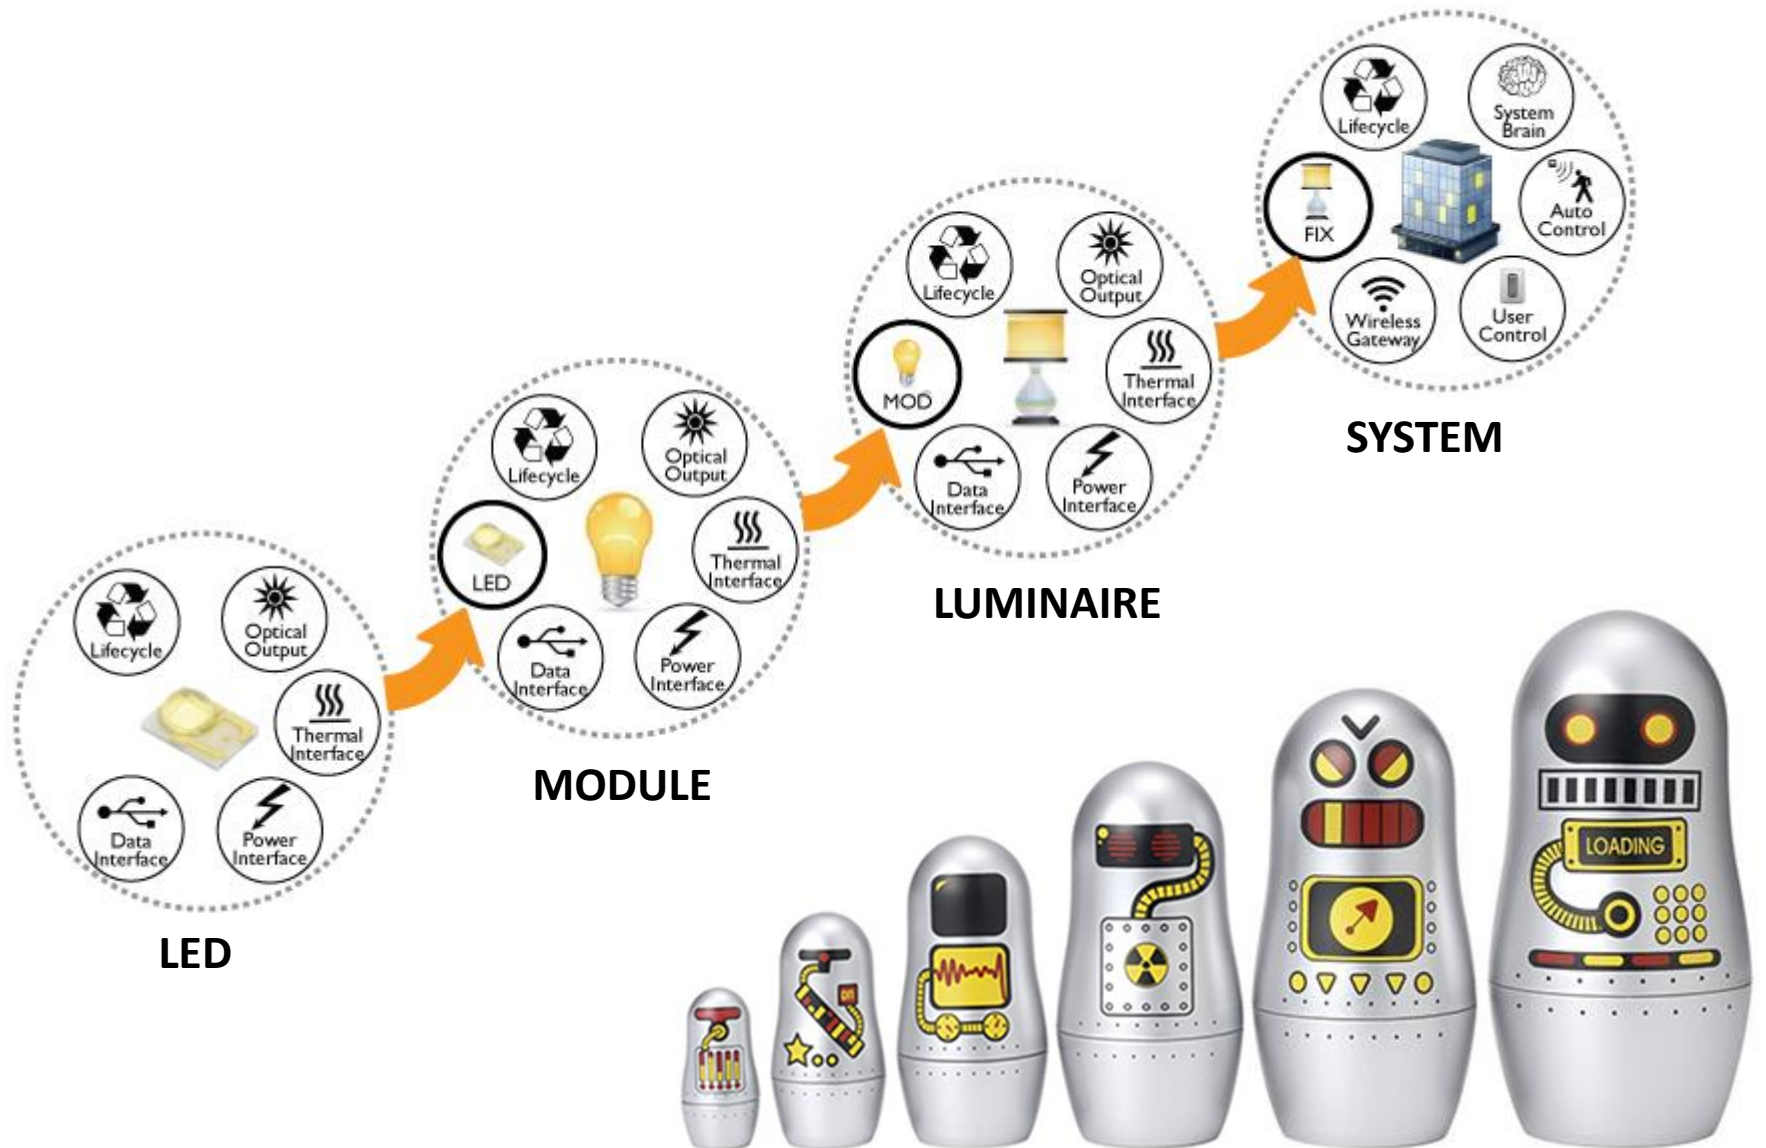 Lifecycle
Optical
Output
Thermal
Interface
Power
Interface
Data
Interface
LED
Lifecycle
Optical
Output
Thermal
Interface
Power
Interface
Data
Interface
LED
MODULE
Lifecycle
Optical
Output
Thermal
Interface
Power
Interface
Data
Interface
MOD
LUMINAIRE
Lifecycle
System
Brain
Auto
Control
User
Control
Wireless
Gateway
FIX
SYSTEM
LOADING